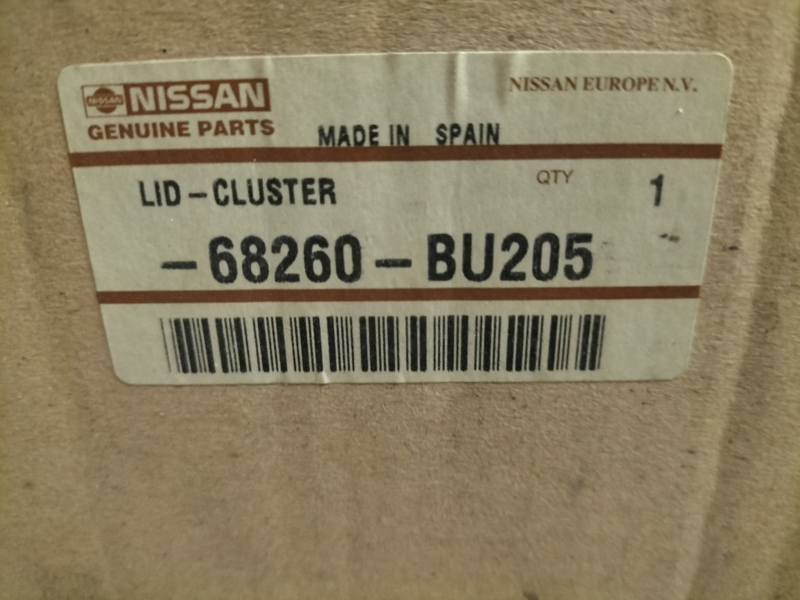 NISSAN NISSAN
GENUINE PARTS
NISSAN EUROPE N.V.
MADE IN SPAIN
LID-CLUSTER
QTY 1
-68260-BU205